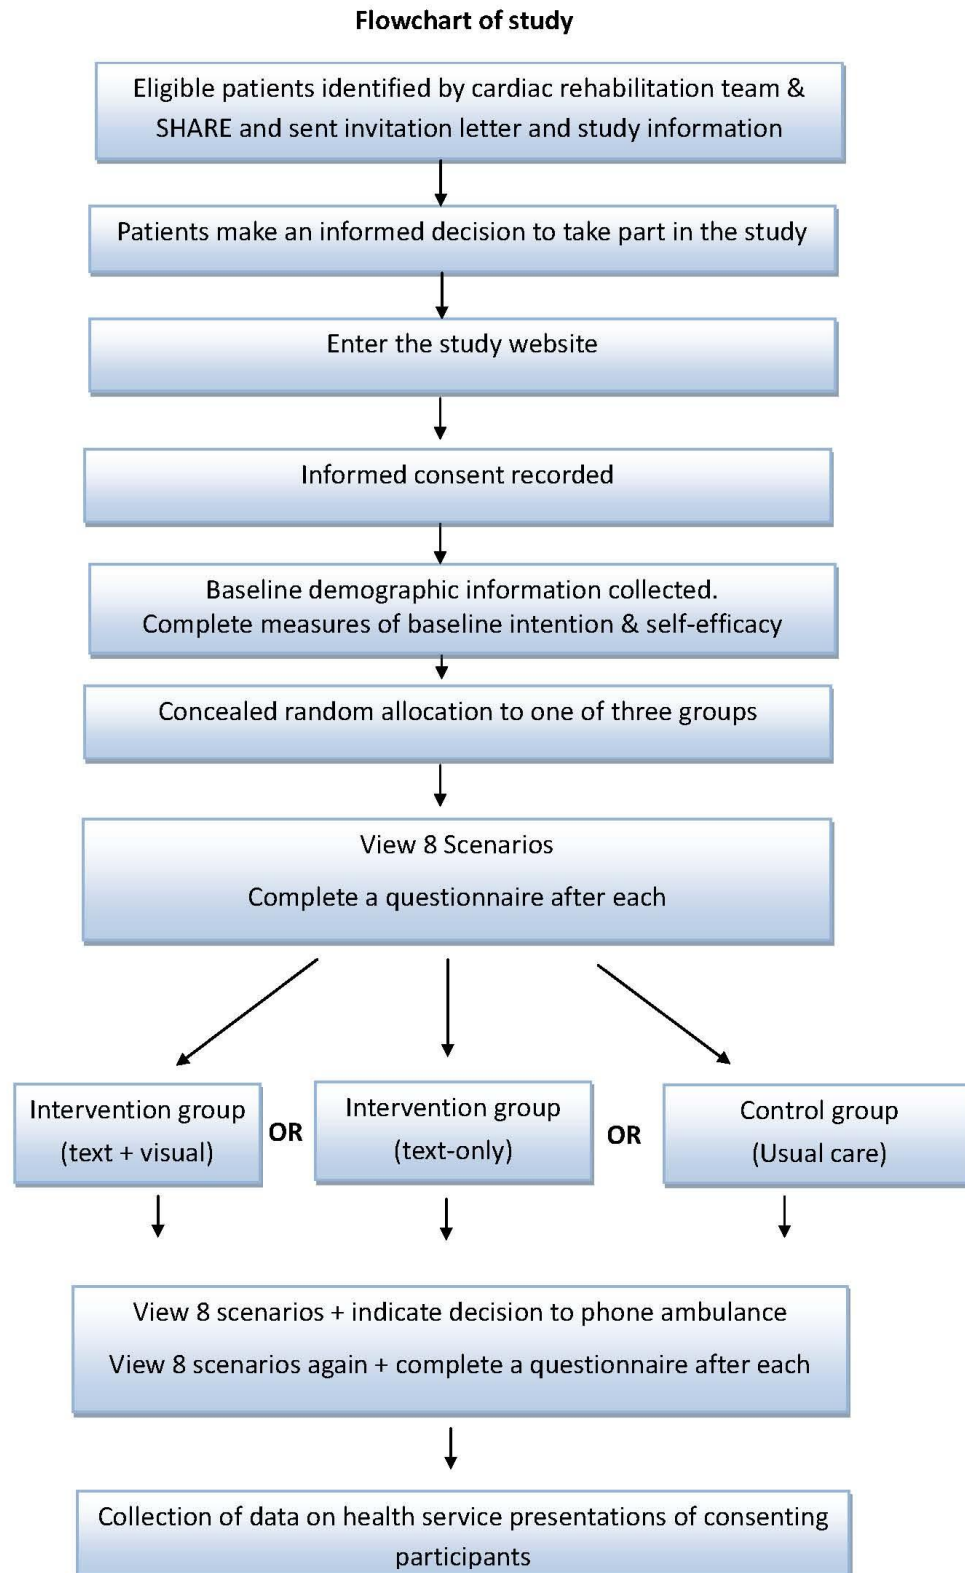 Flowchart of study
Eligible patients identified by cardiac rehabilitation team &
SHARE and sent invitation letter and study information
Patients make an informed decision to take part in the study
Enter the study website
Informed consent recorded
Baseline demographic information collected.
Complete measures of baseline intention & self-efficacy
Concealed random allocation to one of three groups
View 8 Scenarios
Complete a questionnaire after each
Intervention group
(text + visual)
OR
Intervention group
(text-only)
OR
Control group
(Usual care)
View 8 scenarios + indicate decision to phone ambulance
View 8 scenarios again + complete a questionnaire after each
Collection of data on health service presentations of consenting
participants